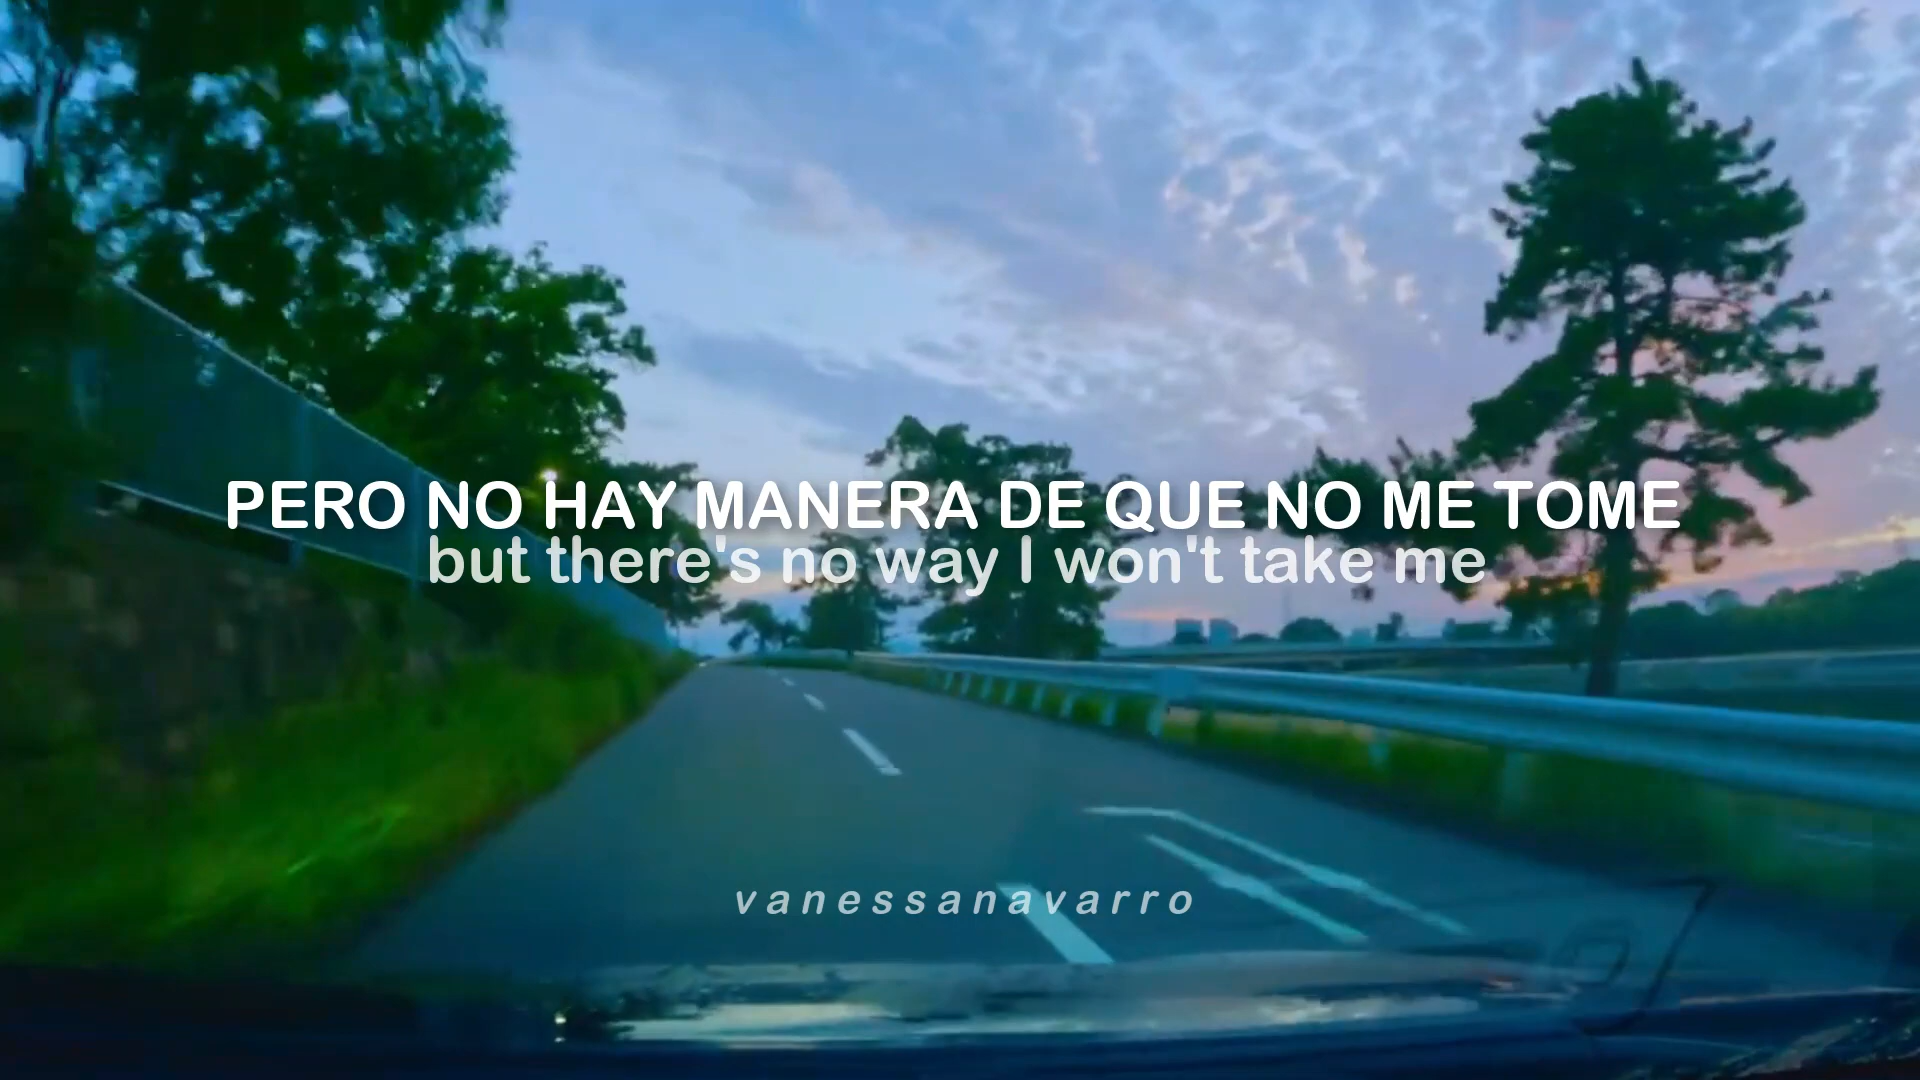 PERO NO HAY MANERA DE QUE NO ME TOME
but there's no way I won't take me
vanessanavarro